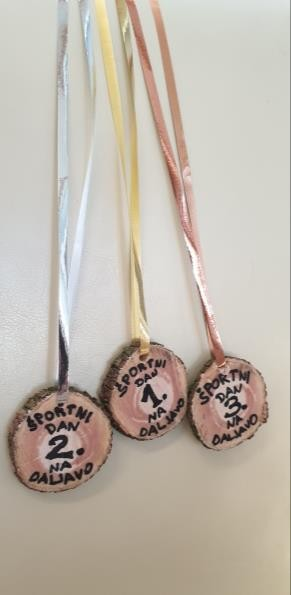 ŠPORTNI
DAN
2.
NA
DALJAVO
ŠPORTNI
DAN
1.
NA
DALJAVO
ŠPORTNI
DAN
3.
NA
DALJAVO